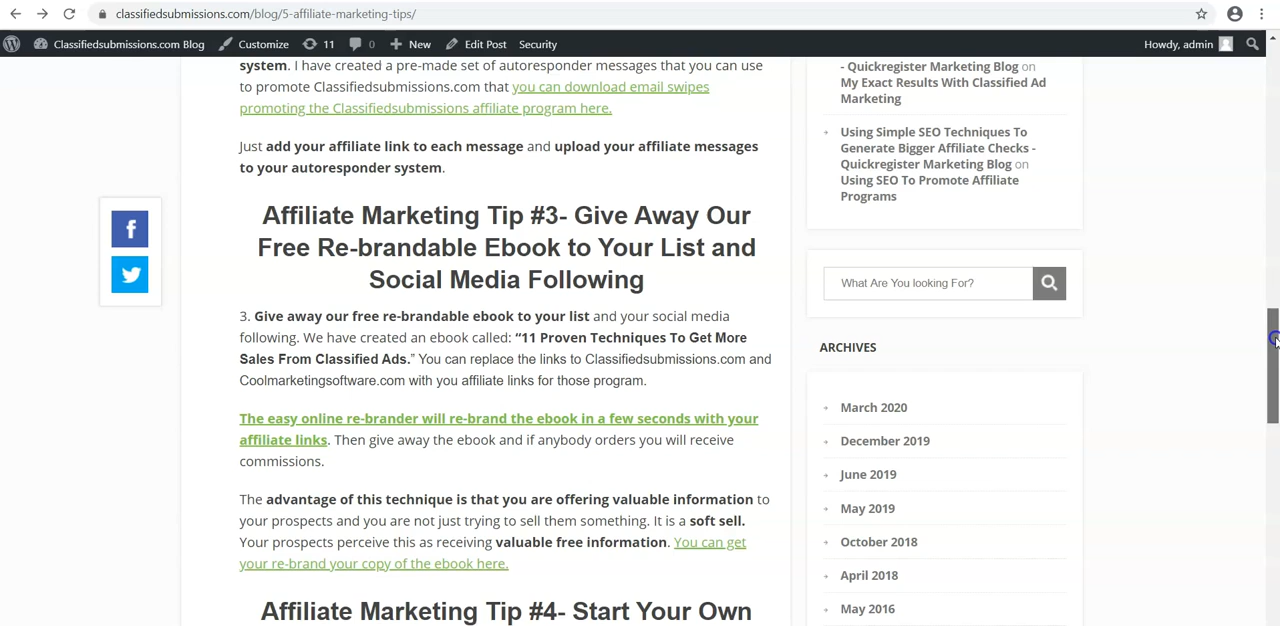 classifiedsubmissions.com/blog/5-affiliate-marketing-tips/
Classifiedsubmissions.com Blog Customize 11 0 New Edit Post Security Howdy, admin
system. I have created a pre-made set of autoresponder messages that you can use
to promote Classifiedsubmissions.com that you can download email swipes
promoting the Classifiedsubmissions affiliate program here.
Just add your affiliate link to each message and upload your affiliate messages
to your autoresponder system.
Affiliate Marketing Tip #3- Give Away Our
Free Re-brandable Ebook to Your List and
Social Media Following
3. Give away our free re-brandable ebook to your list and your social media
following. We have created an ebook called: “11 Proven Techniques To Get More
Sales From Classified Ads.” You can replace the links to Classifiedsubmissions.com and
Coolmarketingsoftware.com with you affiliate links for those program.
The easy online re-brander will re-brand the ebook in a few seconds with your
affiliate links. Then give away the ebook and if anybody orders you will receive
commissions.
The advantage of this technique is that you are offering valuable information to
your prospects and you are not just trying to sell them something. It is a soft sell.
Your prospects perceive this as receiving valuable free information. You can get
your re-brand your copy of the ebook here.
Affiliate Marketing Tip #4- Start Your Own
- Quickregister Marketing Blog on
My Exact Results With Classified Ad
Marketing
Using Simple SEO Techniques To
Generate Bigger Affiliate Checks -
Quickregister Marketing Blog on
Using SEO To Promote Affiliate
Programs
What Are You looking For?
ARCHIVES
March 2020
December 2019
June 2019
May 2019
October 2018
April 2018
May 2016